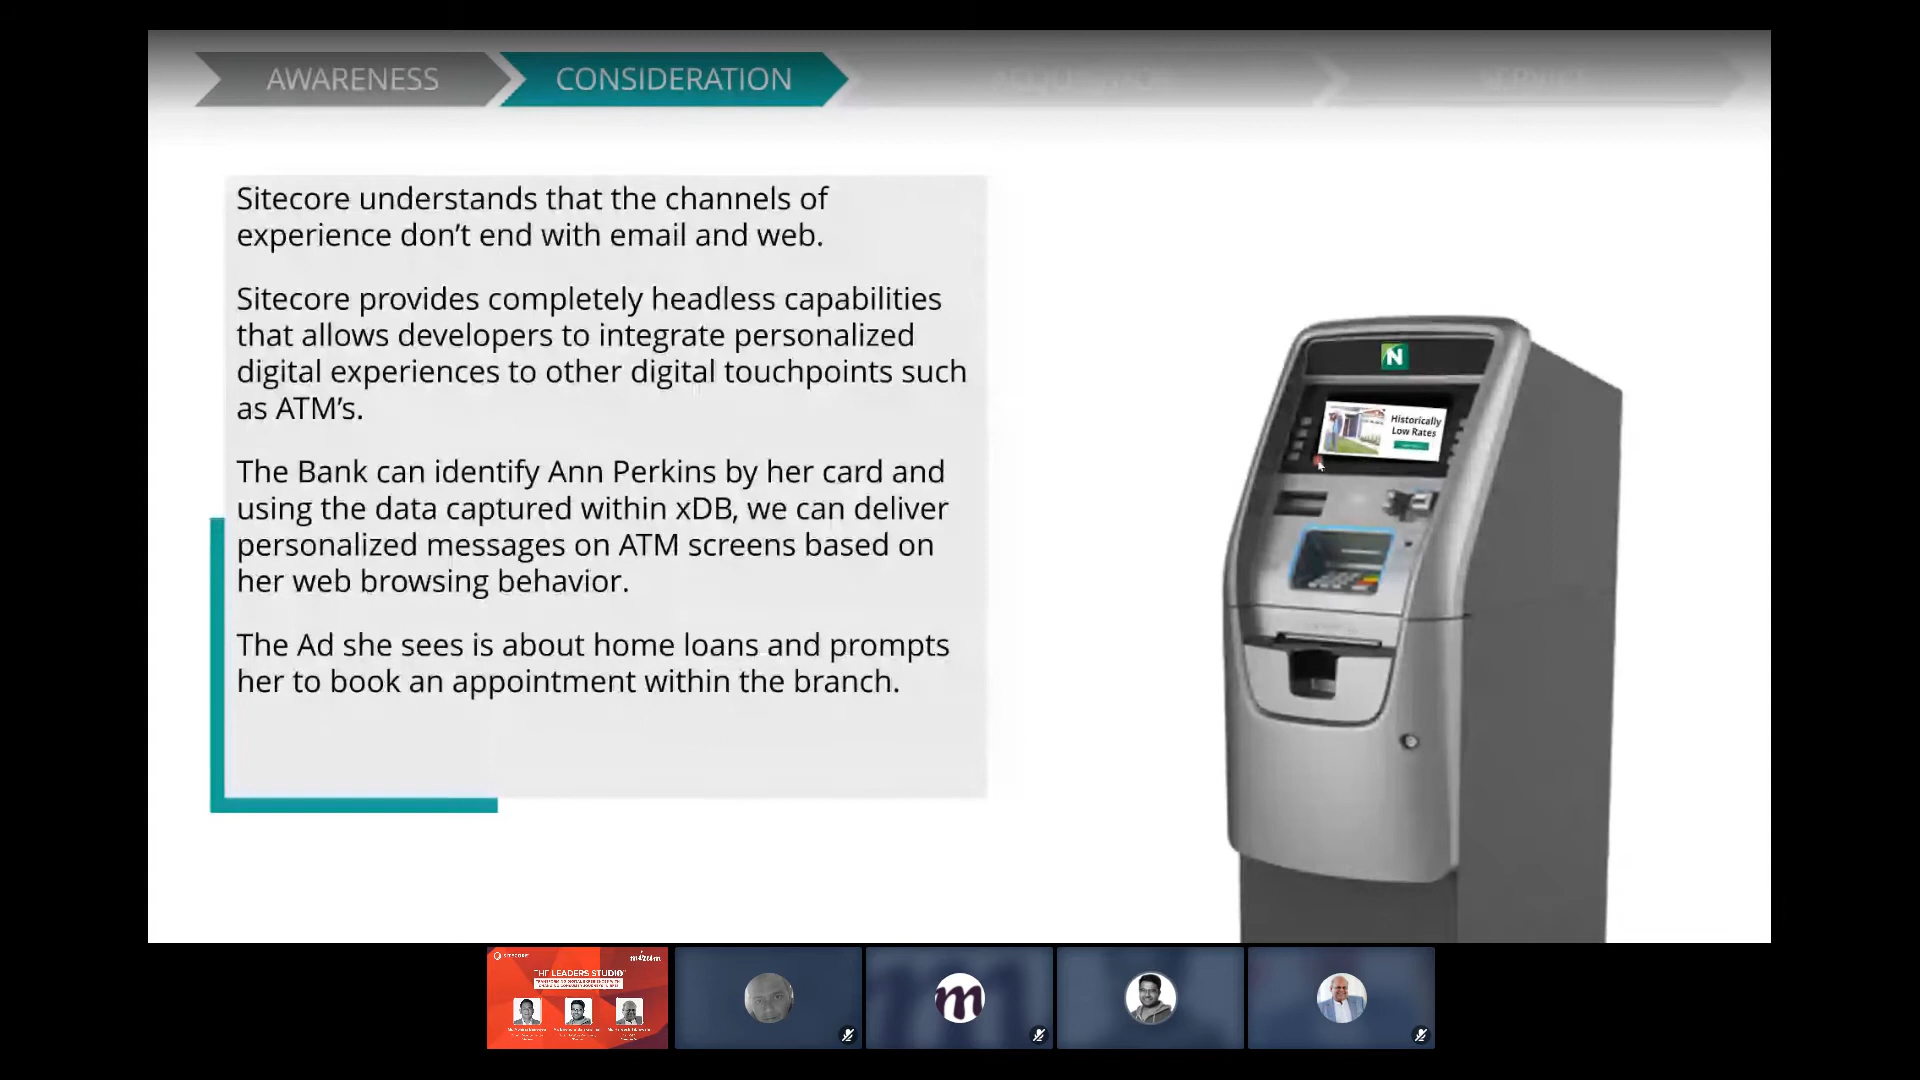 AWARENESS
CONSIDERATION
Sitecore understands that the channels of
experience don’t end with email and web.
Sitecore provides completely headless capabilities
that allows developers to integrate personalized
digital experiences to other digital touchpoints such
as ATM’s.
The Bank can identify Ann Perkins by her card and
using the data captured within xDB, we can deliver
personalized messages on ATM screens based on
her web browsing behavior.
The Ad she sees is about home loans and prompts
her to book an appointment within the branch.
N
Historically
Low Rates
SITECORE
THE LEADERS STUDIO
m